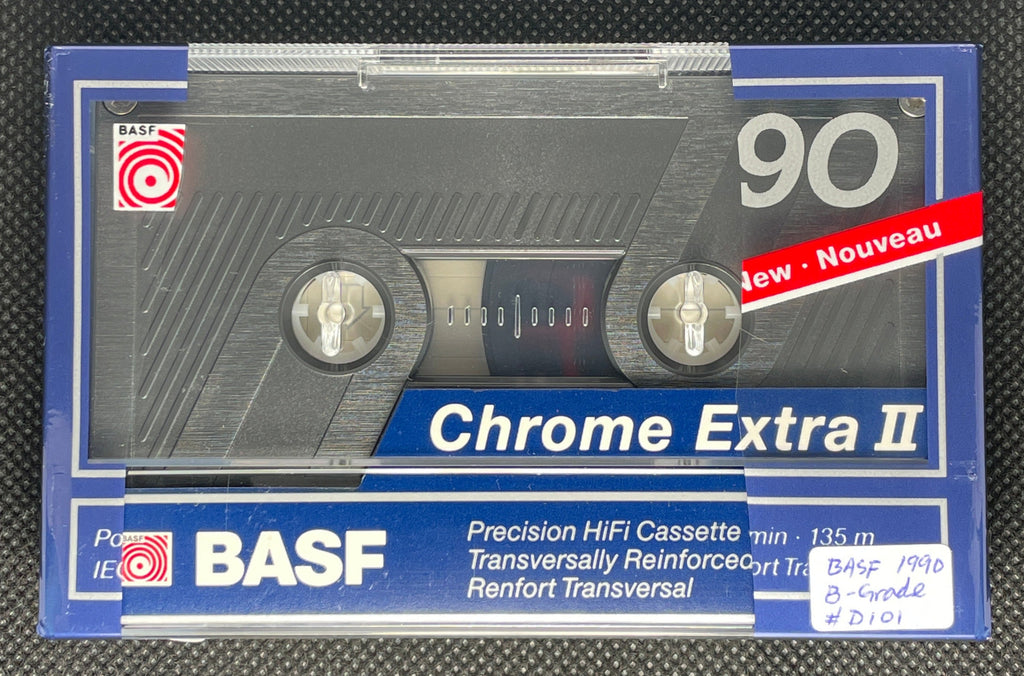 BASF
90
New · Nouveau
Chrome Extra II
BASF
BASF
Precision HiFi Cassette
Transversally Reinforced
Renfort Transversal
min · 135 m
BASF 1990
B-Grade
#D101